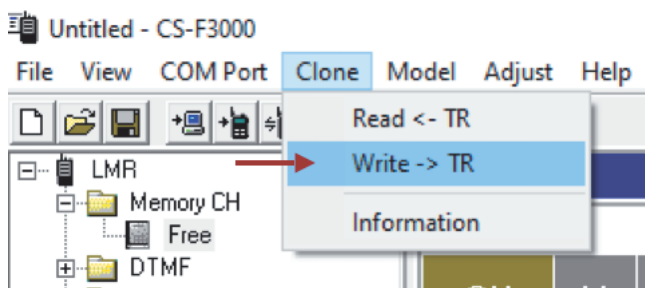 Untitled - CS-F3000
File View COM Port Clone Model Adjust Help
Read <- TR
Write -> TR
Information
LMR
Memory CH
Free
DTMF